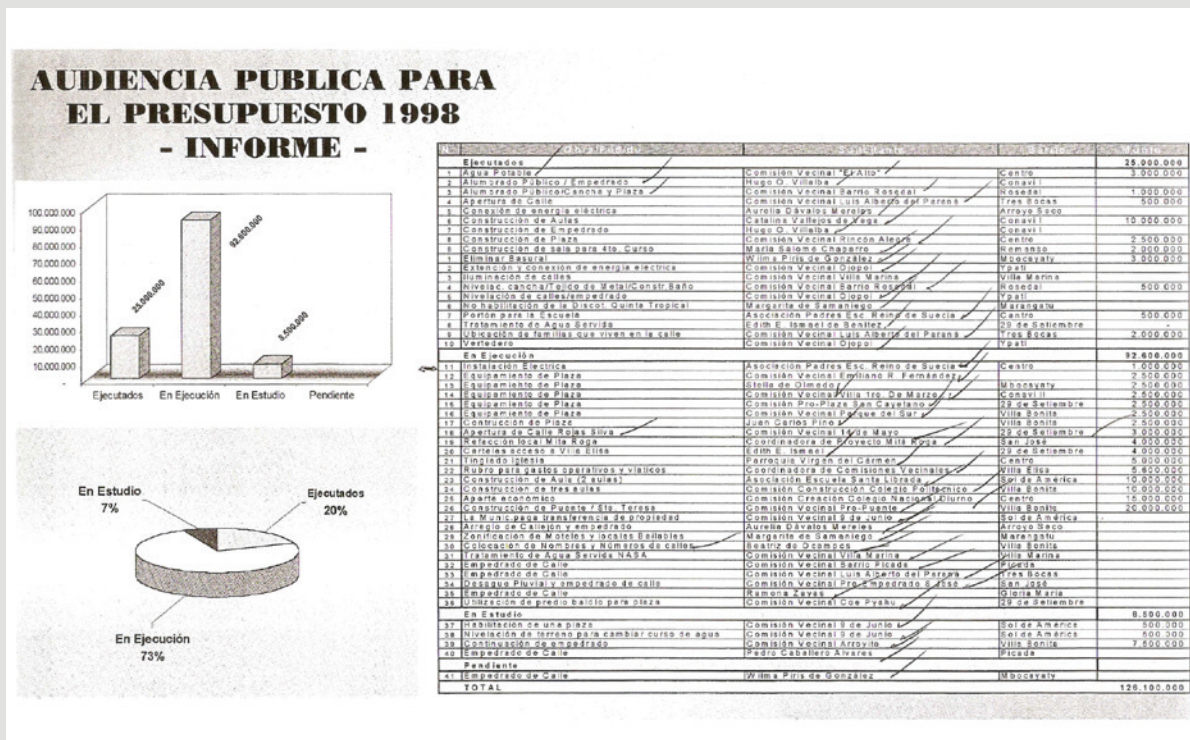 AUDIENCIA PUBLICA PARA
EL PRESUPUESTO 1998
- INFORME -
100.000.000
90.000.000
80.000.000
70.000.000
60.000.000
50.000.000
40.000.000
30.000.000
20.000.000
10.000.000
-
25.000.000
92.600.000
8.500.000
Ejecutados En Ejecución En Estudio Pendiente
En Estudio
7%
Ejecutados
20%
En Ejecución
73%
Ejecutados 25.000.000
1 Agua Potable Comisión Vecinal "El Alto" Centro 3.000.000
2 Alumbrado Público / Empedrado Hugo O. Villalba Conavi I
3 Alumbrado Público/Cancha y Plaza Comisión Vecinal Barrio Rosedal Rosedal 1.000.000
4 Apertura de Calle Comisión Vecinal Luis Alberto del Paraná Tres Bocas 500.000
5 Conexión de energía eléctrica Aurelia Dávalos Mereles Arroyo Seco
6 Construcción de Aulas Catalina Vallejos de Vega Conavi I 10.000.000
7 Construcción de Empedrado Hugo O. Villalba Conavi I
8 Construcción de Plaza Comisión Vecinal Rincón Alegre Centro 2.500.000
9 Construcción de sala para 4to. Curso María Salomé Chaparro Remanso 2.000.000
1 Eliminar Basural Wilma Piris de González Mbocayaty 3.000.000
2 Extención y conexión de energía electrica Comisión Vecinal Ojopoi Ypati
3 Iluminación de calles Comisión Vecinal Villa Marina Villa Marina
4 Nivelac. cancha/Tejido de Metal/Constr.Baño Comisión Vecinal Barrio Rosedal Rosedal 500.000
5 Nivelación de calles/empedrado Comisión Vecinal Ojopoi Ypati
6 No habilitación de la Discot. Quinta Tropical Margarita de Samaniego Marangatu
7 Portón para la Escuela Asociación Padres Esc. Reino de Suecia Centro 500.000
8 Tratamiento de Agua Servida Edith E. Ismael de Benítez 29 de Setiembre -
9 Ubicación de familias que viven en la calle Comisión Vecinal Luis Alberto del Paraná Tres Bocas 2.000.000
10 Vertedero Comisión Vecinal Ojopoi Ypati
En Ejecución 92.600.000
11 Instalación Electrica Asociación Padres Esc. Reino de Suecia Centro 1.000.000
12 Equipamiento de Plaza Comisión Vecinal Emiliano R. Fernández 2.500.000
13 Equipamiento de Plaza Stella de Olmedo Mbocayaty 2.500.000
14 Equipamiento de Plaza Comisión Vecinal Villa 1ro. De Marzo Conavi II 2.500.000
15 Equipamiento de Plaza Comisión Pro-Plaza San Cayetano 29 de Setiembre 2.500.000
16 Equipamiento de Plaza Comisión Vecinal Parque del Sur Villa Bonita 2.500.000
17 Contrucción de Plaza Juan Carlos Pino Villa Bonita 2.500.000
18 Apertura de Calle Rojas Silva Comisión Vecinal de Mayo 29 de Setiembre 3.000.000
19 Refección local Mita Roga Coordinadora de Proyecto Mitá Roga San José 4.000.000
20 Carteles acceso a Villa Elisa Edith E. Ismael 29 de Setiembre 4.000.000
21 Tinglado Iglesia Parroquia Virgen del Cármen Centro 5.000.000
22 Rubro para gastos operativos y viaticos Coordinadora de Comisiones Vecinales Villa Elisa 5.600.000
23 Construcción de Aula (2 aulas) Asociación Escuela Santa Librada Sol de América 10.000.000
24 Construcción de tres aulas Comisión Construcción Colegio Politecnico Villa Bonita 10.000.000
25 Aporte económico Comisión Creación Colegio Nacional Diurno Centro 15.000.000
26 Construcción de Puente / Sta. Teresa Comisión Vecinal Pro-Puente Villa Bonita 20.000.000
27 La Munic.paga transferencia de propiedad Comisión Vecinal 9 de Junio Sol de América
28 Arreglo de Callejón y empedrado Aurelia Dávalos Mereles Arroyo Seco
29 Zonificación de Moteles y locales Bailables Margarita de Samaniego Marangatu
30 Colocación de Nombres y Números de calles Beatriz de Ocampos Villa Bonita
31 Tratamiento de Agua Servida NASA Comisión Vecinal Villa Marina Villa Marina
32 Empedrado de Calle Comisión Vecinal Barrio Picada Picada
33 Empedrado de Calle Comisión Vecinal Luis Alberto del Paraná Tres Bocas
34 Desague Pluvial y empedrado de calle Comisión Vecinal Pro-Empedrado S.José San José
35 Empedrado de Calle Ramona Zayas Gloria María
36 Utilización de predio baldío para plaza Comisión Vecinal Coe Pyahu 29 de Setiembre
En Estudio 8.500.000
37 Habilitación de una plaza Comisión Vecinal 9 de Junio Sol de América 500.000
38 Nivelación de terreno para cambiar curso de agua Comisión Vecinal 9 de Junio Sol de América 500.000
39 Continuación de empedrado Comisión Vecinal Arroyito Villa Bonita 7.500.000
40 Empedrado de Calle Pedro Caballero Alvarez Picada
Pendiente
41 Empedrado de Calle Wilma Piris de González Mbocayaty
TOTAL 126.100.000